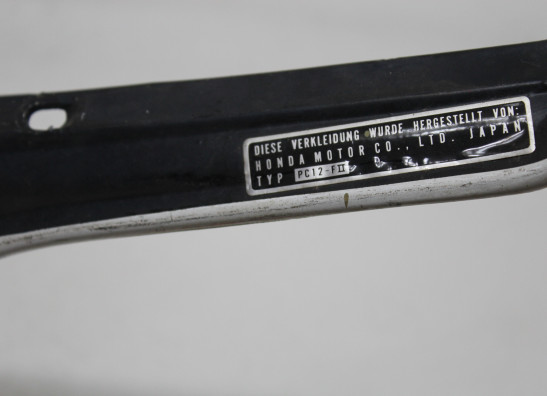 DIESE VERKLEIDUNG WURDE HERGESTELLT VON:
HONDA MOTOR CO., LTD. JAPAN
TYP PC12-FII